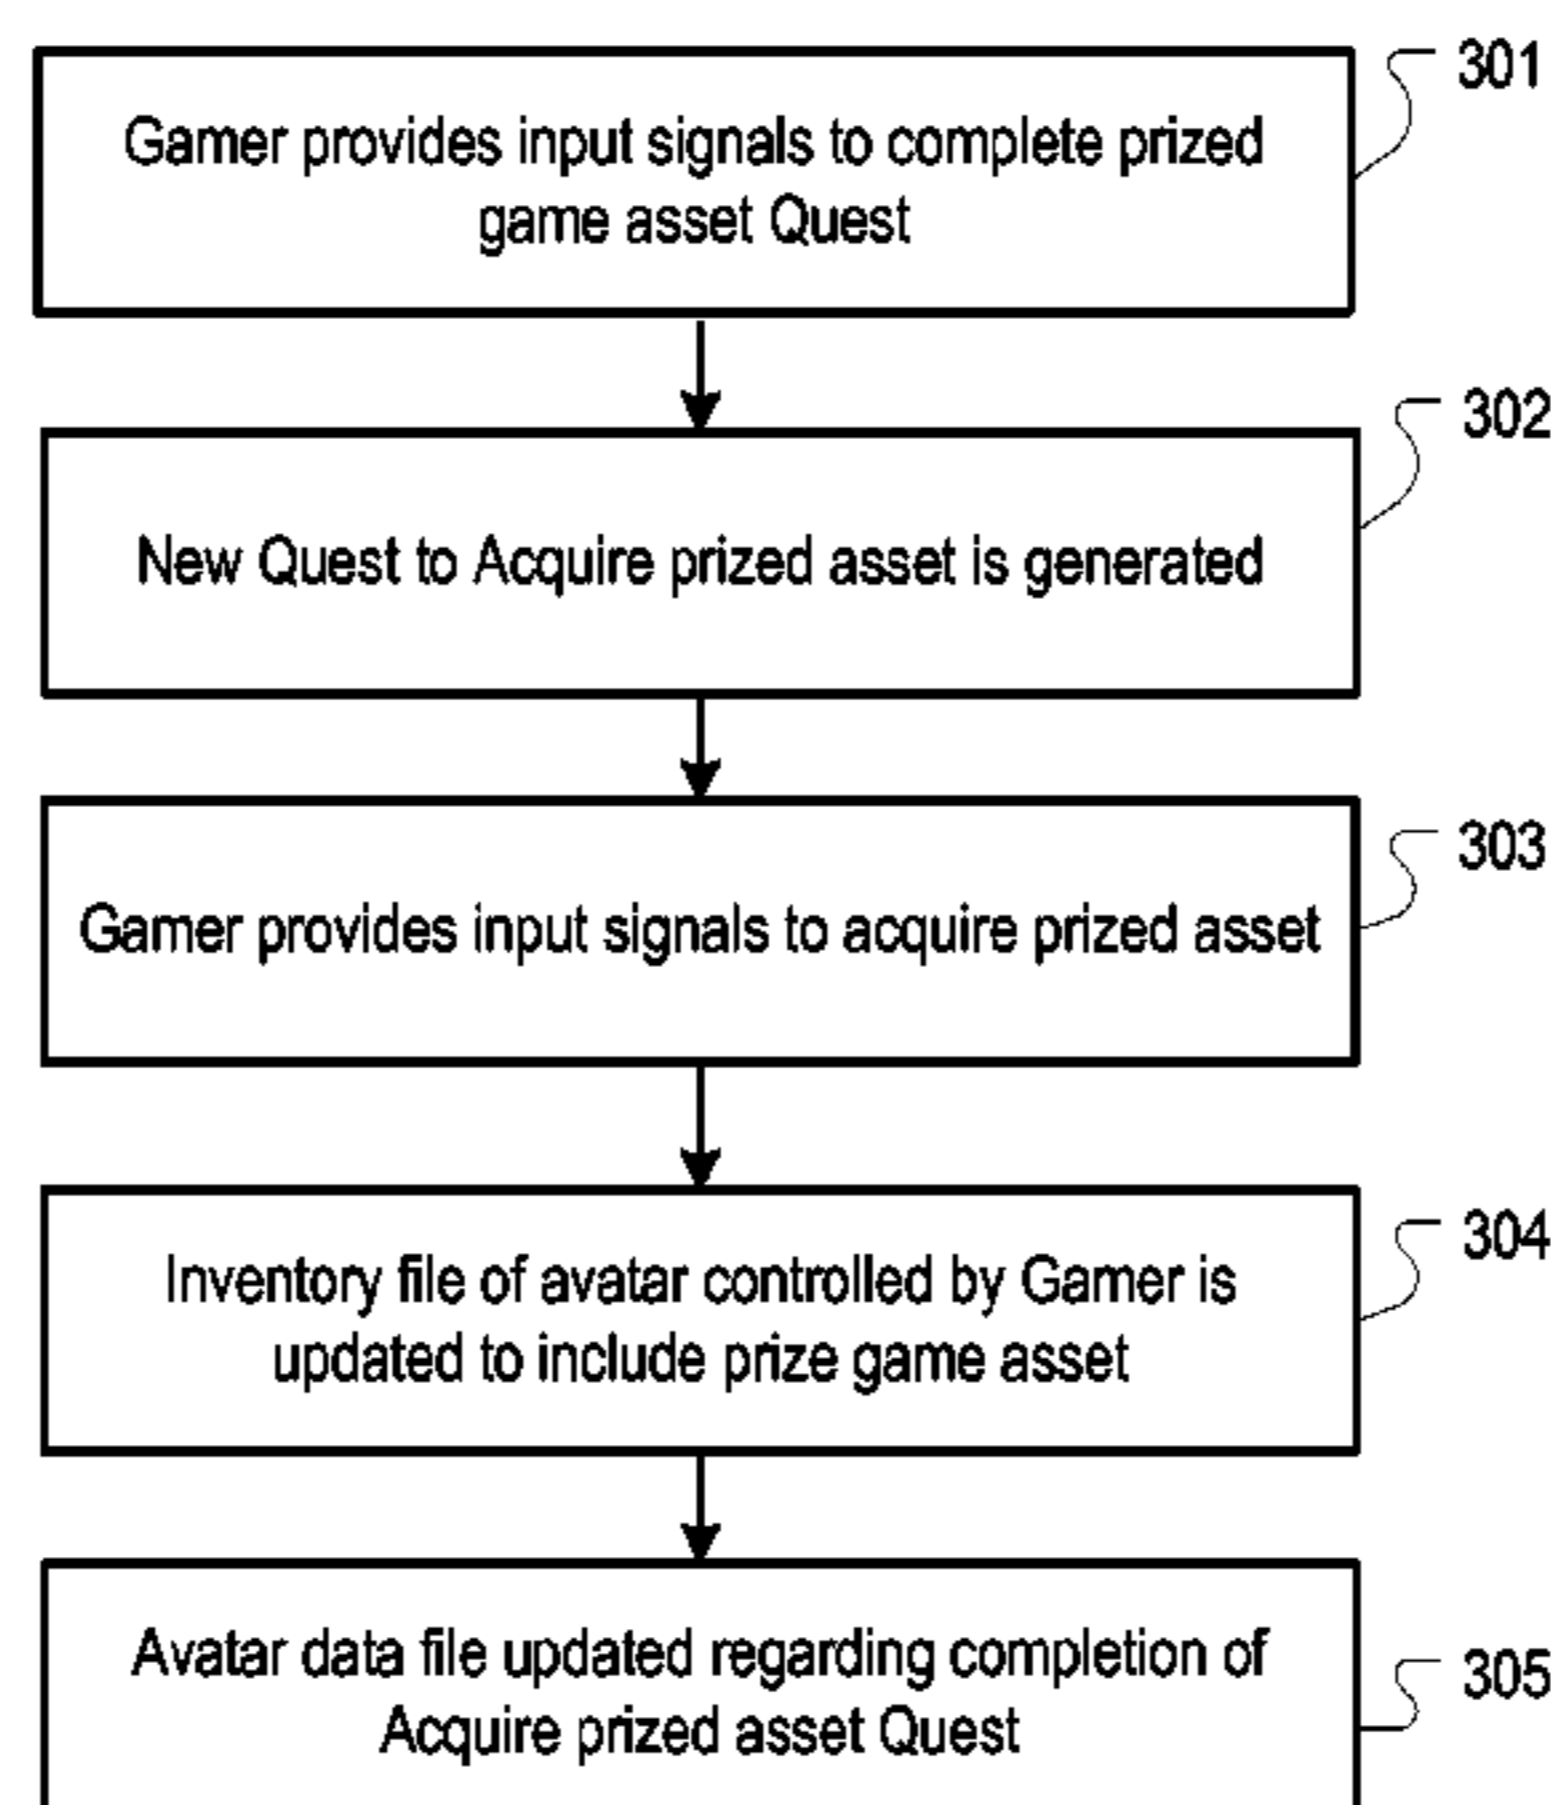 301
Gamer provides input signals to complete prized
game asset Quest
302
New Quest to Acquire prized asset is generated
303
Gamer provides input signals to acquire prized asset
304
Inventory file of avatar controlled by Gamer is
updated to include prize game asset
305
Avatar data file updated regarding completion of
Acquire prized asset Quest